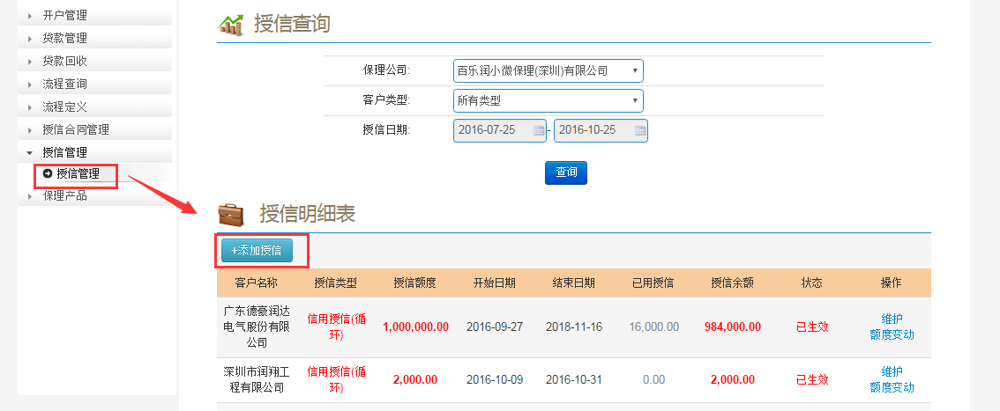 开户管理
贷款管理
贷款回收
流程查询
流程定义
授信合同管理
授信管理
授信管理
保理产品
授信查询
保理公司: 百乐润小微保理(深圳)有限公司
客户类型: 所有类型
授信日期: 2016-07-25 - 2016-10-25
查询
授信明细表
+添加授信
客户名称 授信类型 授信额度 开始日期 结束日期 已用授信 授信余额 状态 操作
广东德豪润达
电气股份有限
公司
信用授信(循
环)
1,000,000.00 2016-09-27 2018-11-16 16,000.00 984,000.00 已生效
维护
额度变动
深圳市润翔工
程有限公司
信用授信(循
环)
2,000.00 2016-10-09 2016-10-31 0.00 2,000.00 已生效
维护
额度变动